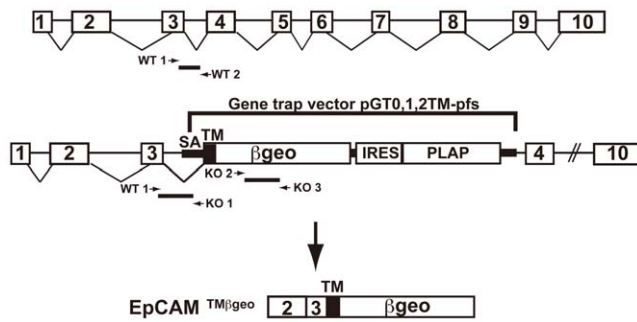 1 2 3 4 5 6 7 8 9 10
WT 1
WT 2
Gene trap vector pGT0,1,2TM-pfs
SA TM
1 2 3 βgeo IRES PLAP 4 // 10
KO 2
WT 1 KO 3
KO 1
TM
EpCAM TMβgeo 2 3 βgeo